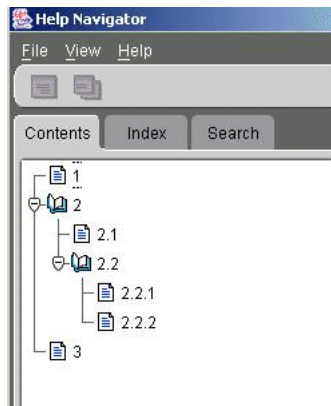 Help Navigator
File View Help
Contents Index Search
1
2
2.1
2.2
2.2.1
2.2.2
3